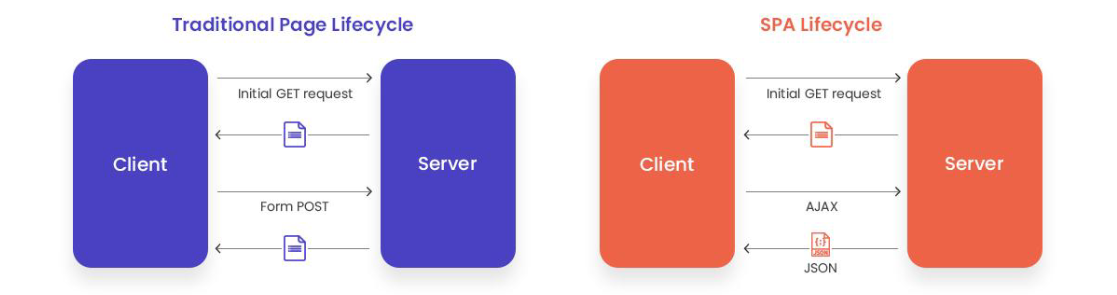 Traditional Page Lifecycle
Client
Initial GET request
Form POST
Server
SPA Lifecycle
Client
Initial GET request
AJAX
{:}
JSON
JSON
Server